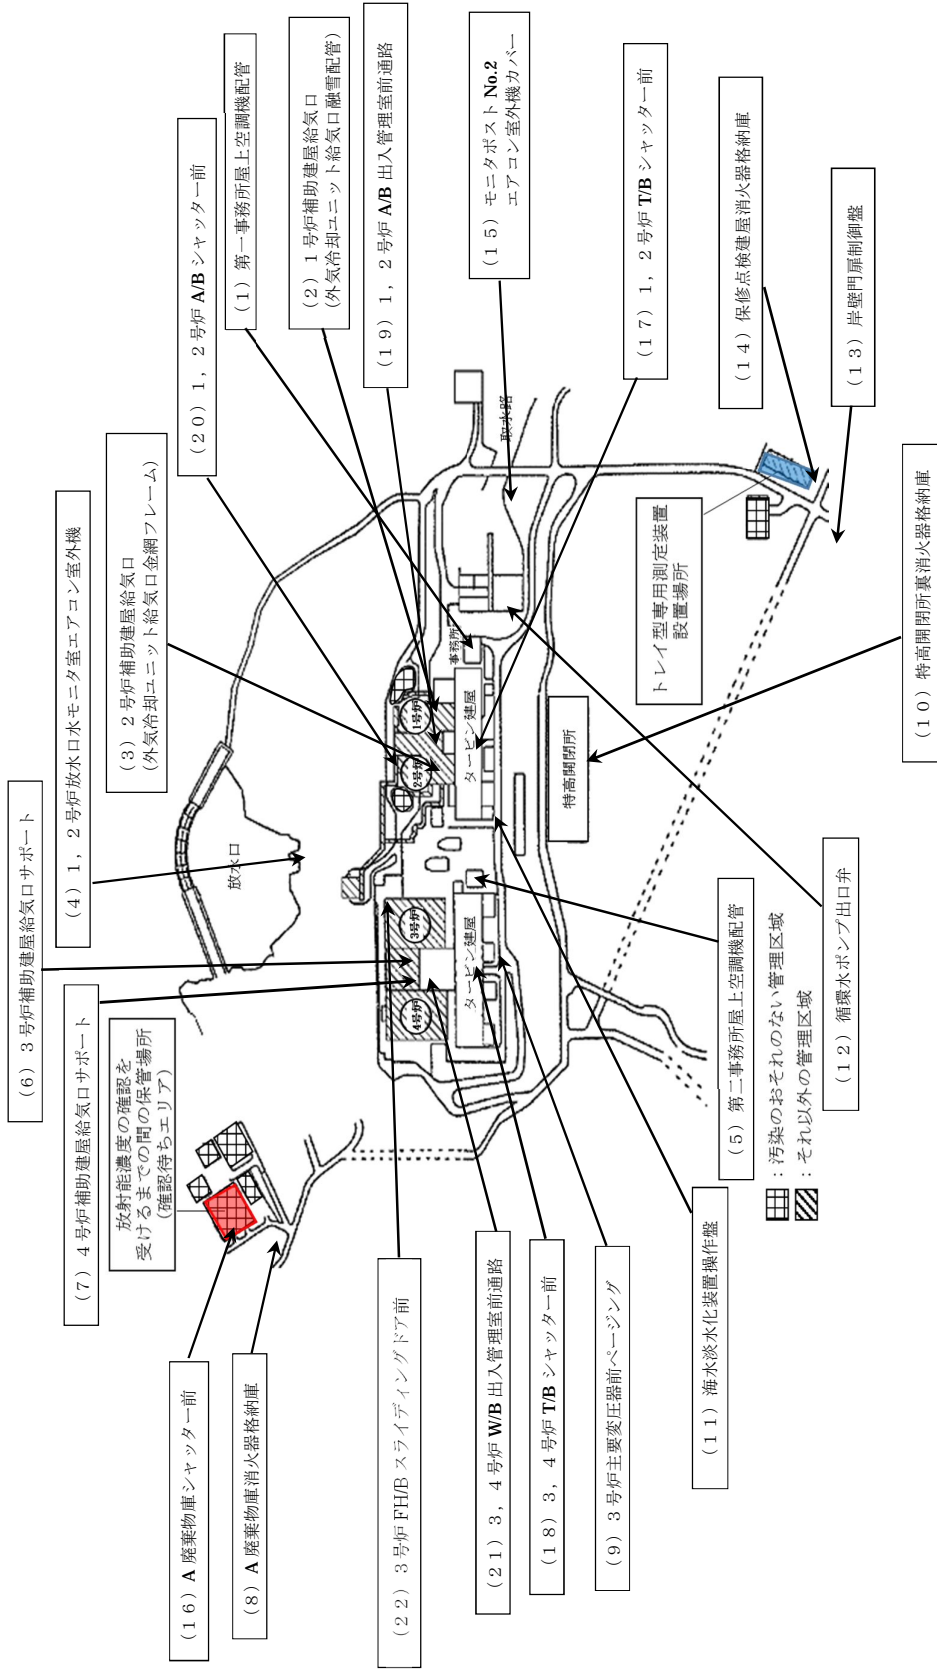 (20) 1, 2号炉 A/B シャッター前
(1) 第一事務所屋上空調機配管
(2) 1号炉補助建屋給気口
(外気冷却ユニット給気口融雪配管)
(19) 1, 2号炉 A/B 出入管理室前通路
(15) モニタポスト No.2
エアコン室外機カバー
(17) 1, 2号炉 T/B シャッター前
(14) 保修点検建屋消火器格納庫
(13) 岸壁門扉制御盤
(3) 2号炉補助建屋給気口
(外気冷却ユニット給気口金網フレーム)
(4) 1, 2号炉放水口水モニタ室エアコン室外機
(6) 3号炉補助建屋給気口サポート
(7) 4号炉補助建屋給気口サポート
放射能濃度の確認を
受けるまでの間の保管場所
(確認待ちエリア)
放水口
取水路
事務所
1号炉
2号炉
タービン建屋
3号炉
4号炉
タービン建屋
特高開閉所
トレイ型専用測定装置
設置場所
(10) 特高開閉所裏消火器格納庫
(12) 循環水ポンプ出口弁
(5) 第二事務所屋上空調機配管
(16) A 廃棄物庫シャッター前
(8) A 廃棄物庫消火器格納庫
(22) 3号炉 FH/B スライディングドア前
(21) 3, 4号炉 W/B 出入管理室前通路
(18) 3, 4号炉 T/B シャッター前
(9) 3号炉主要変圧器前ページング
(11) 海水淡水化装置操作盤
:汚染のおそれのない管理区域
:それ以外の管理区域